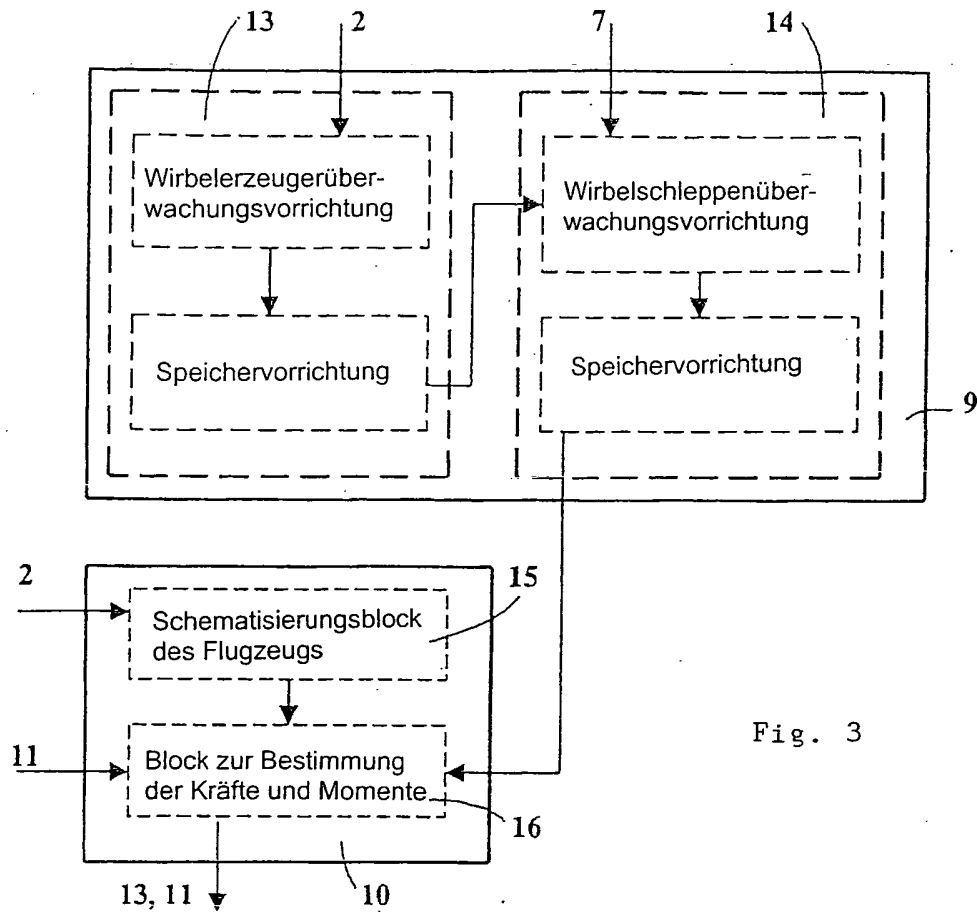 13
2
7
14
Wirbelerzeugerüber-
wachungsvorrichtung
Wirbelschleppenüber-
wachungsvorrichtung
Speichervorrichtung
Speichervorrichtung
9
2
15
Schematisierungsblock
des Flugzeugs
Fig. 3
11
Block zur Bestimmung
der Kräfte und Momente
16
10
13, 11